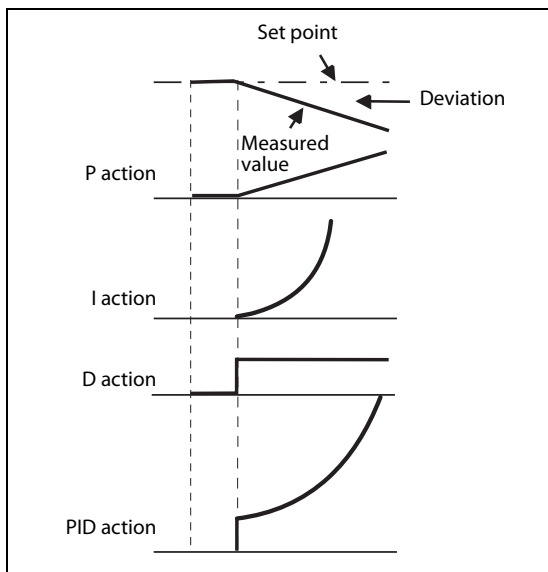 Set point
Deviation
Measured
value
P action
I action
D action
PID action